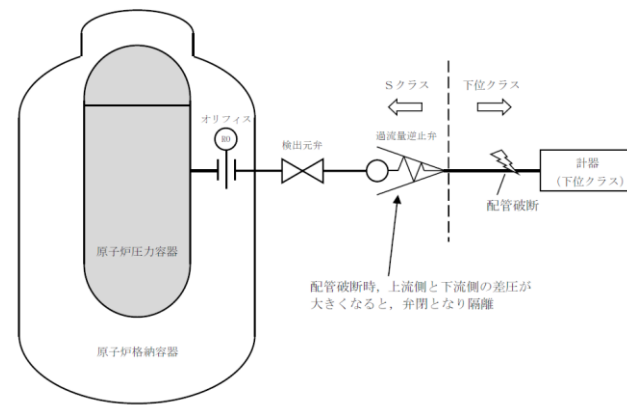 Sクラス
下位クラス
オリフィス
RO
検出元弁
過流量逆止弁
計器
（下位クラス）
配管破断
原子炉圧力容器
配管破断時，上流側と下流側の差圧が
大きくなると，弁閉となり隔離
原子炉格納容器